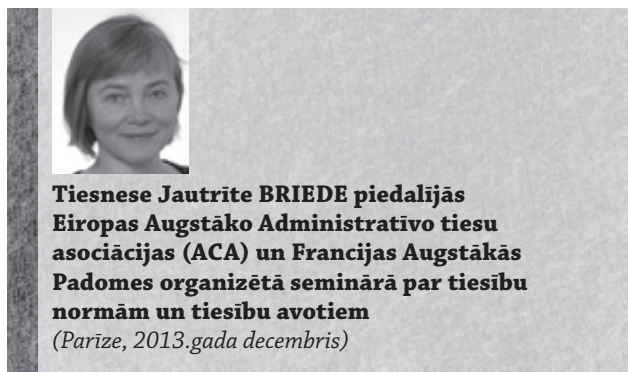 Tiesnese Jautrīte BRIEDE piedalījās
Eiropas Augstāko Administratīvo tiesu
asociācijas (ACA) un Francijas Augstākās
Padomes organizētā seminārā par tiesību
normām un tiesību avotiem
(Parīze, 2013.gada decembris)